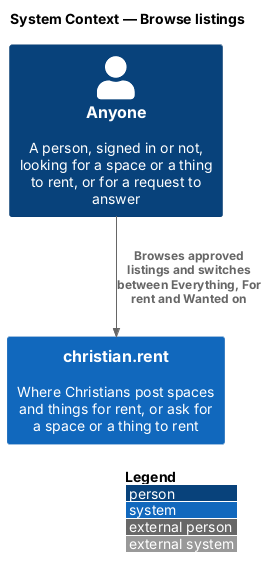 System Context — Browse listings
Anyone
A person, signed in or not,
looking for a space or a thing
to rent, or for a request to
answer
Browses approved
listings and switches
between Everything, For
rent and Wanted on
christian.rent
Where Christians post spaces
and things for rent, or ask for
a space or a thing to rent
Legend
person
system
external person
external system